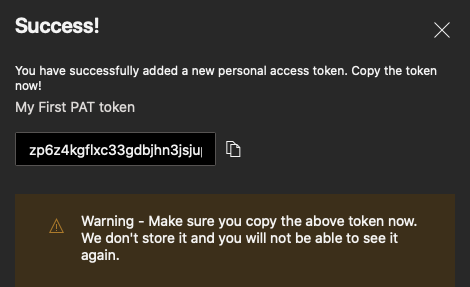 Success!
You have successfully added a new personal access token. Copy the token
now!
My First PAT token
zp6z4kgflxc33gdbjhn3jsju
Warning - Make sure you copy the above token now.
We don't store it and you will not be able to see it
again.